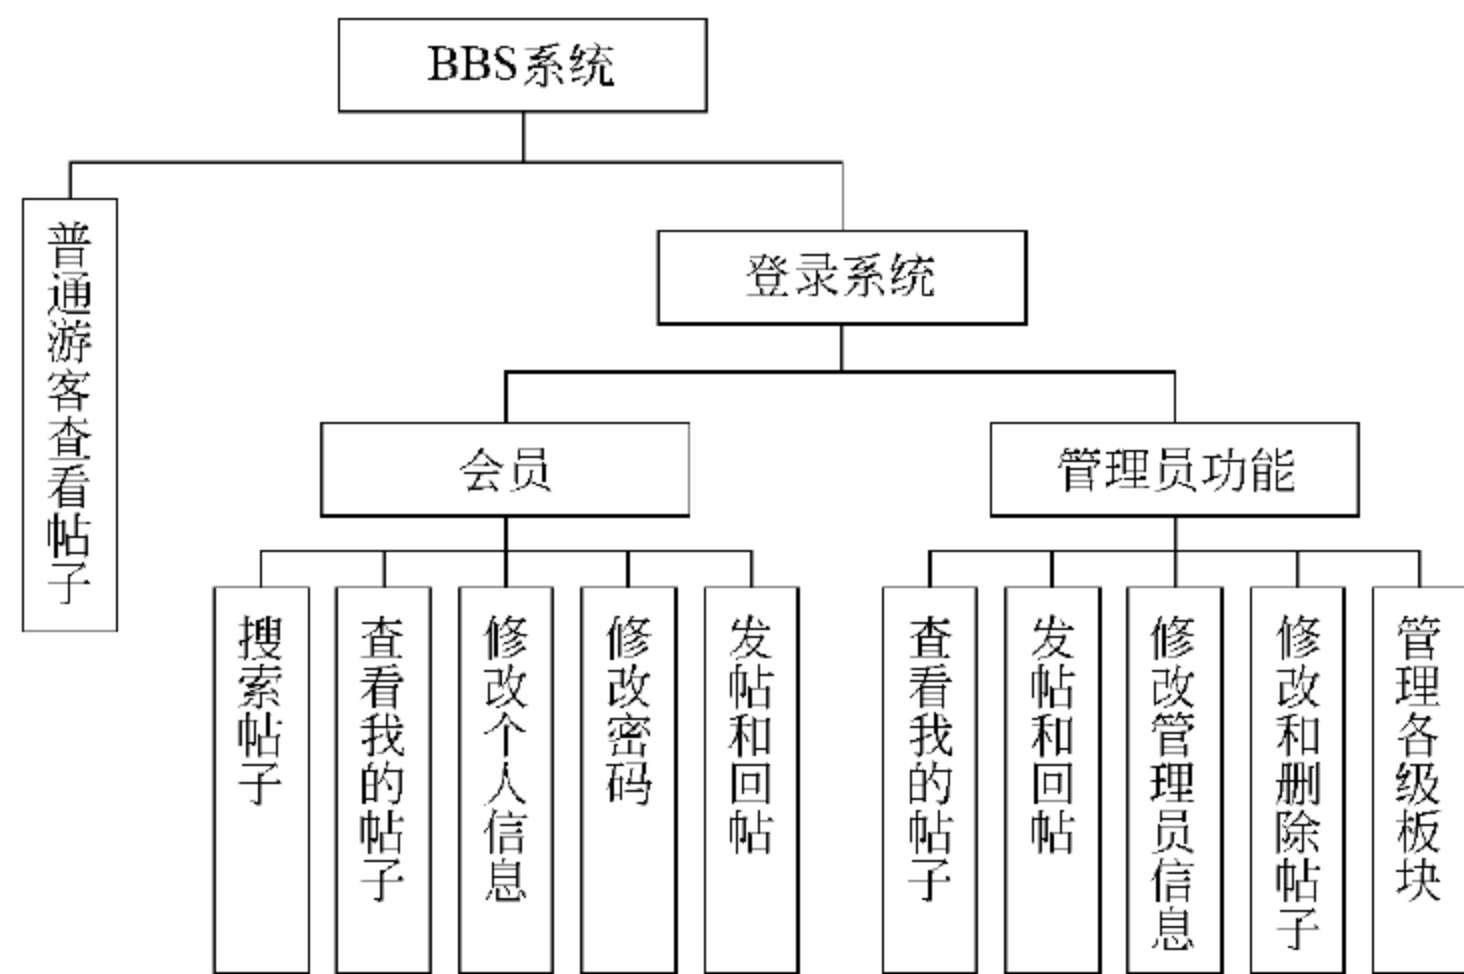 BBS系统
普通游客查看帖子
登录系统
会员
管理员功能
搜索帖子
查看我的帖子
修改个人信息
修改密码
发帖和回帖
查看我的帖子
发帖和回帖
修改管理员信息
修改和删除帖子
管理各级板块